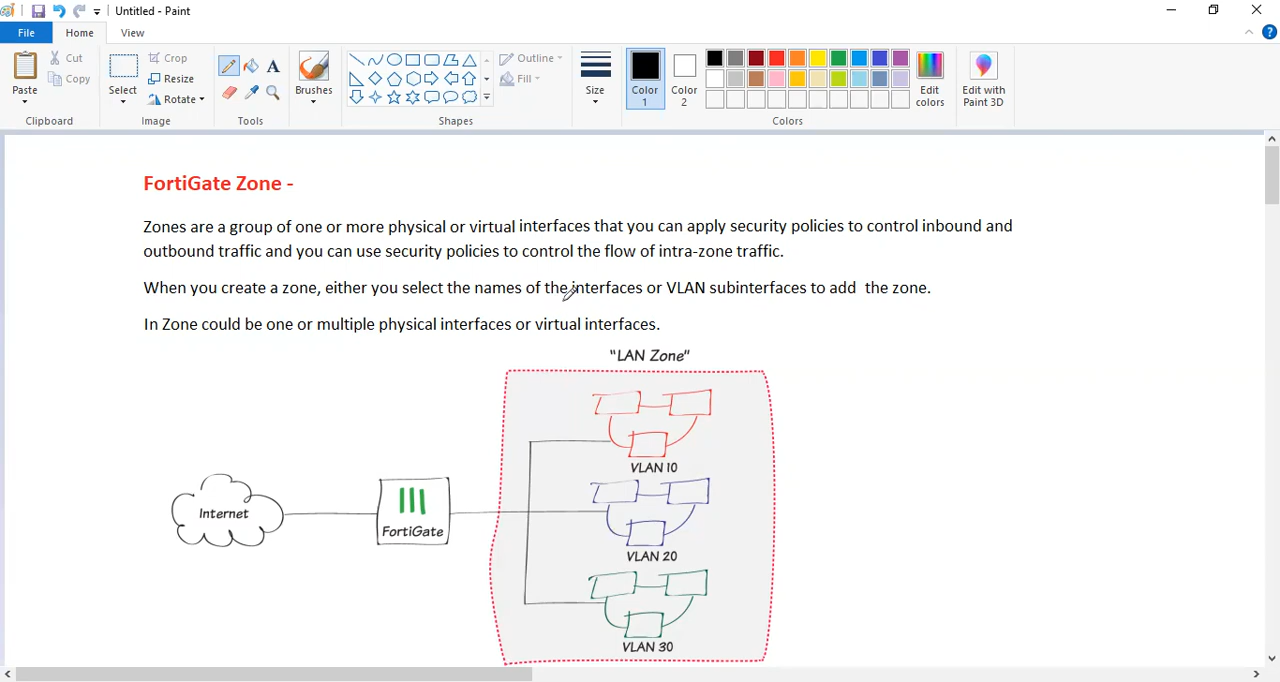 Untitled - Paint
File
Home
View
Paste
Cut
Copy
Clipboard
Select
Crop
Resize
Rotate
Image
Tools
Brushes
Shapes
Outline
Fill
Size
Color 1
Color 2
Colors
Edit colors
Edit with Paint 3D
FortiGate Zone -
Zones are a group of one or more physical or virtual interfaces that you can apply security policies to control inbound and
outbound traffic and you can use security policies to control the flow of intra-zone traffic.
When you create a zone, either you select the names of the interfaces or VLAN subinterfaces to add the zone.
In Zone could be one or multiple physical interfaces or virtual interfaces.
"LAN Zone"
VLAN 10
Internet
FortiGate
VLAN 20
VLAN 30